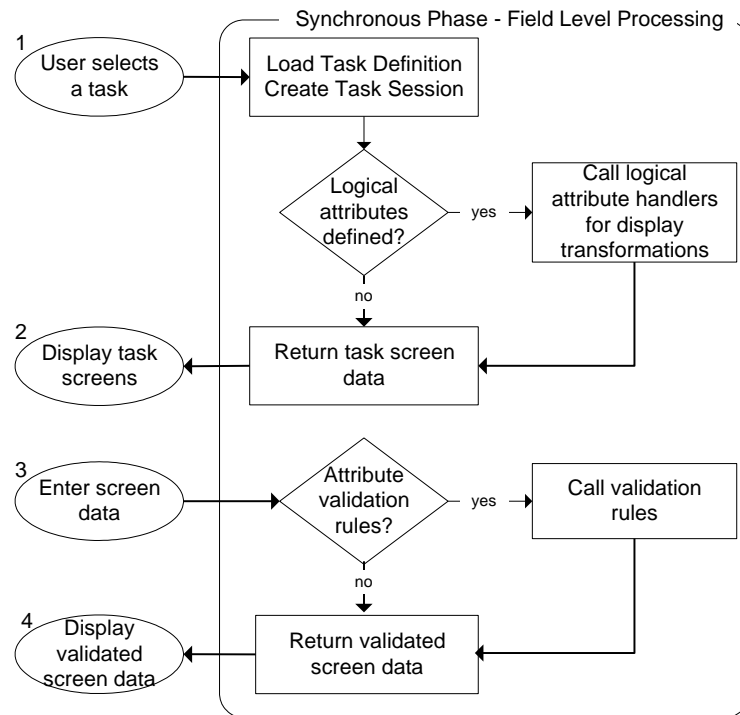 Synchronous Phase - Field Level Processing
1
User selects
a task
Load Task Definition
Create Task Session
Logical
attributes
defined?
yes
Call logical
attribute handlers
for display
transformations
no
2
Display task
screens
Return task screen
data
3
Enter screen
data
Attribute
validation
rules?
yes
Call validation
rules
no
4
Display
validated
screen data
Return validated
screen data